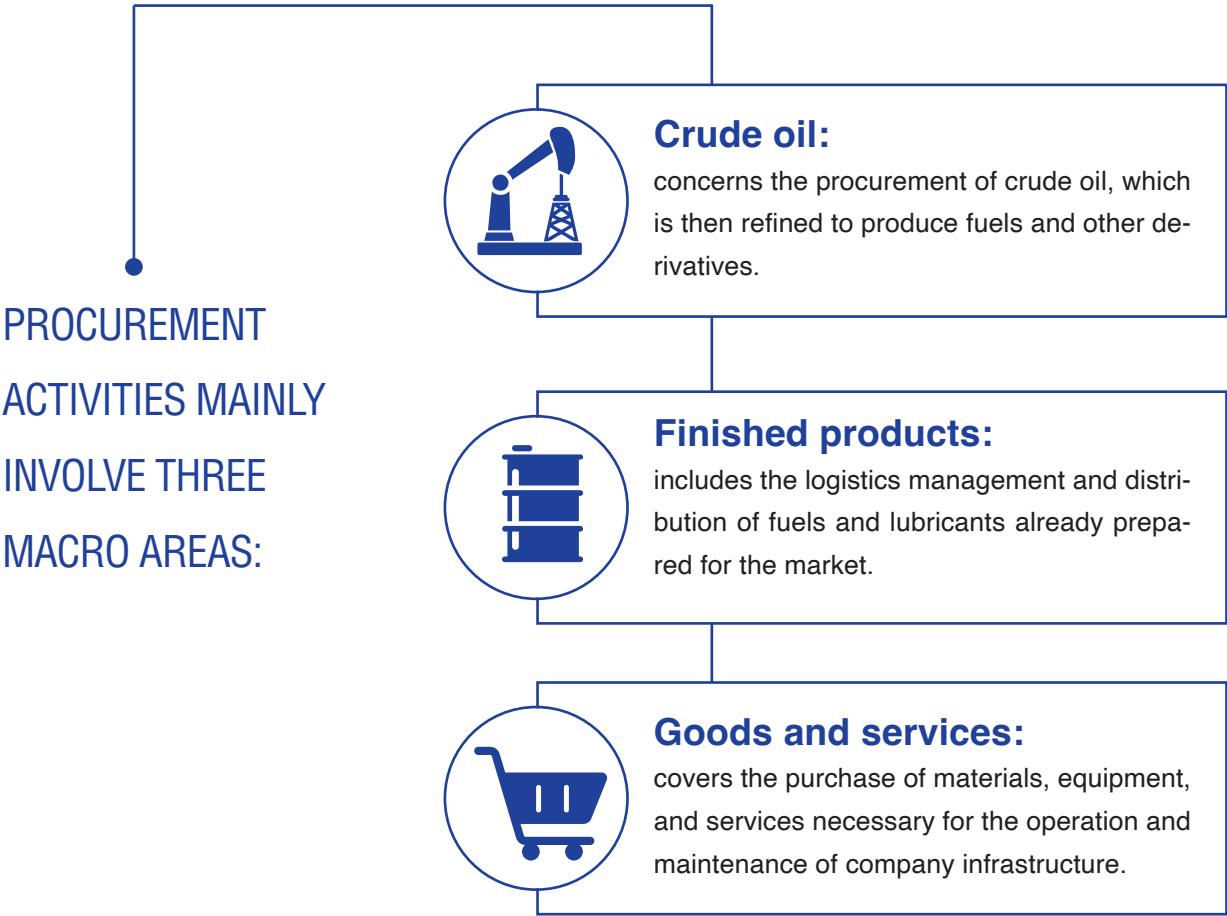 PROCUREMENT
ACTIVITIES MAINLY
INVOLVE THREE
MACRO AREAS:
Crude oil:
concerns the procurement of crude oil, which
is then refined to produce fuels and other de-
rivatives.
Finished products:
includes the logistics management and distri-
bution of fuels and lubricants already prepa-
red for the market.
Goods and services:
covers the purchase of materials, equipment,
and services necessary for the operation and
maintenance of company infrastructure.